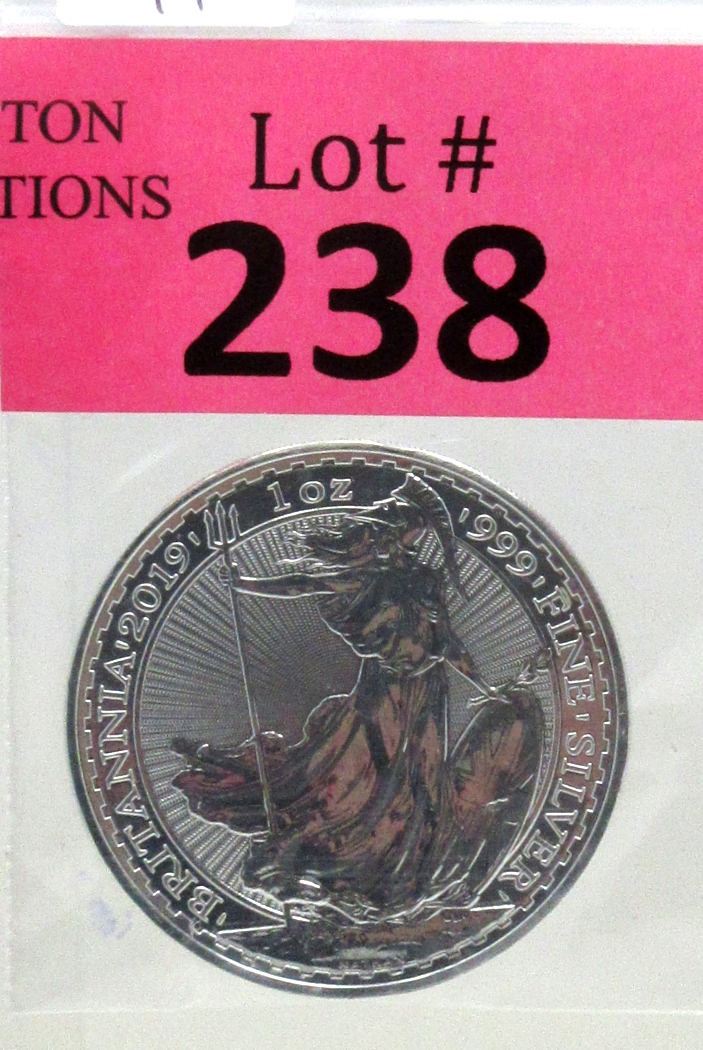 TON
TIONS
Lot #
238
BRITANNIA · 2019 · 1 OZ · 999 · FINE · SILVER